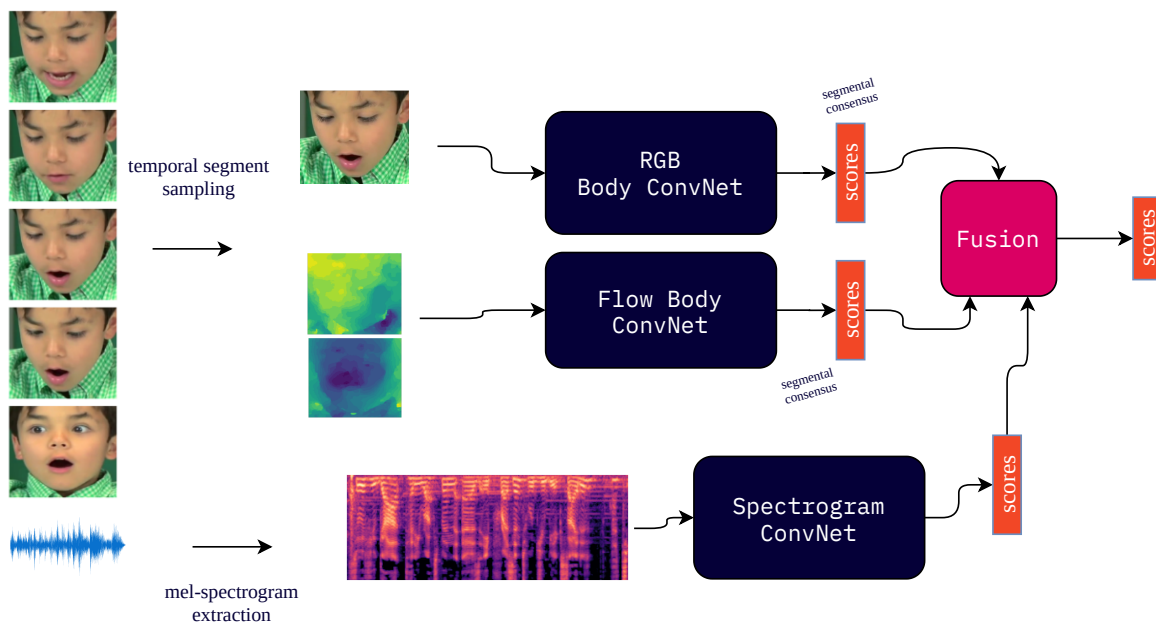 temporal segment
sampling
RGB
Body ConvNet
segmental
consensus
scores
Fusion
scores
Flow Body
ConvNet
scores
segmental
consensus
mel-spectrogram
extraction
Spectrogram
ConvNet
scores